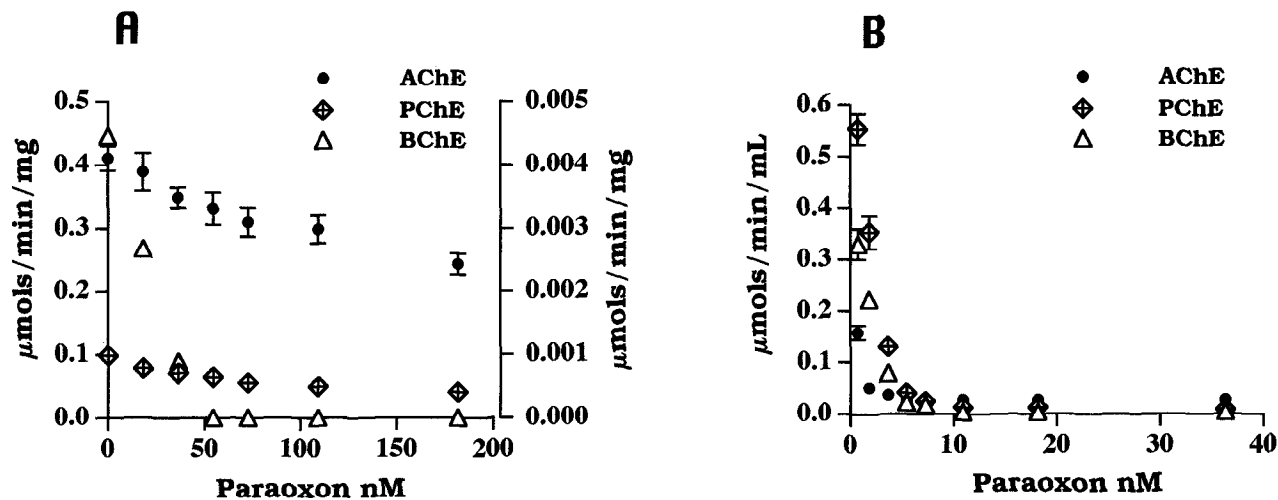 A
AChE
PChE
BChE
0.5
0.4
0.3
0.2
0.1
0.0
µmols/min/mg
0.005
0.004
0.003
0.002
0.001
0.000
µmols/min/mg
0
50
100
150
200
Paraoxon nM
B
AChE
PChE
BChE
0.6
0.5
0.4
0.3
0.2
0.1
0.0
µmols/min/mL
0
10
20
30
40
Paraoxon nM